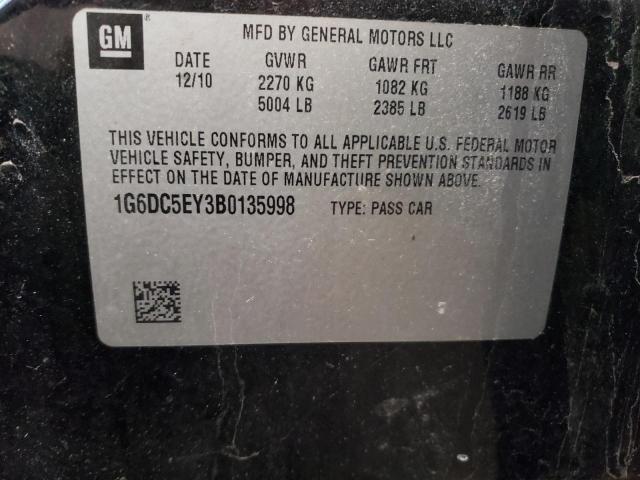 GM
®
MFD BY GENERAL MOTORS LLC
DATE GVWR GAWR FRT GAWR RR
12/10 2270 KG 1082 KG 1188 KG
5004 LB 2385 LB 2619 LB
THIS VEHICLE CONFORMS TO ALL APPLICABLE U.S. FEDERAL MOTOR
VEHICLE SAFETY, BUMPER, AND THEFT PREVENTION STANDARDS IN
EFFECT ON THE DATE OF MANUFACTURE SHOWN ABOVE.
1G6DC5EY3B0135998 TYPE: PASS CAR